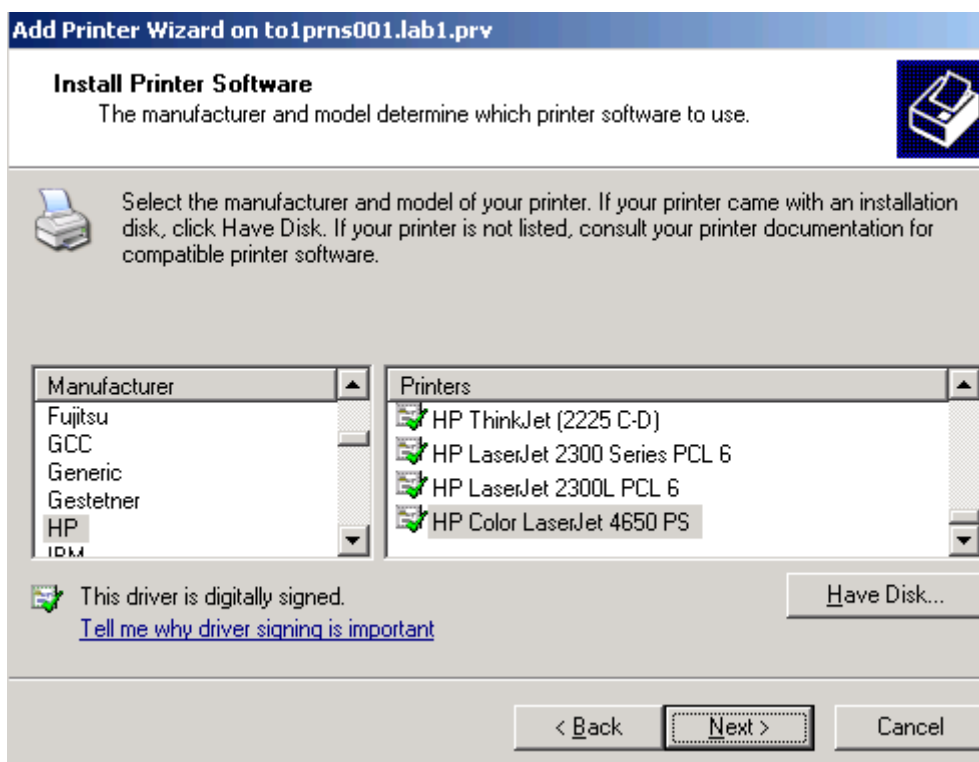 Add Printer Wizard on to1prns001.lab1.prv
Install Printer Software
The manufacturer and model determine which printer software to use.
Select the manufacturer and model of your printer. If your printer came with an installation
disk, click Have Disk. If your printer is not listed, consult your printer documentation for
compatible printer software.
Manufacturer
Fujitsu
GCC
Generic
Gestetner
HP
IBM
Printers
HP ThinkJet (2225 C-D)
HP LaserJet 2300 Series PCL 6
HP LaserJet 2300L PCL 6
HP Color LaserJet 4650 PS
This driver is digitally signed.
Tell me why driver signing is important
Have Disk...
< Back
Next >
Cancel